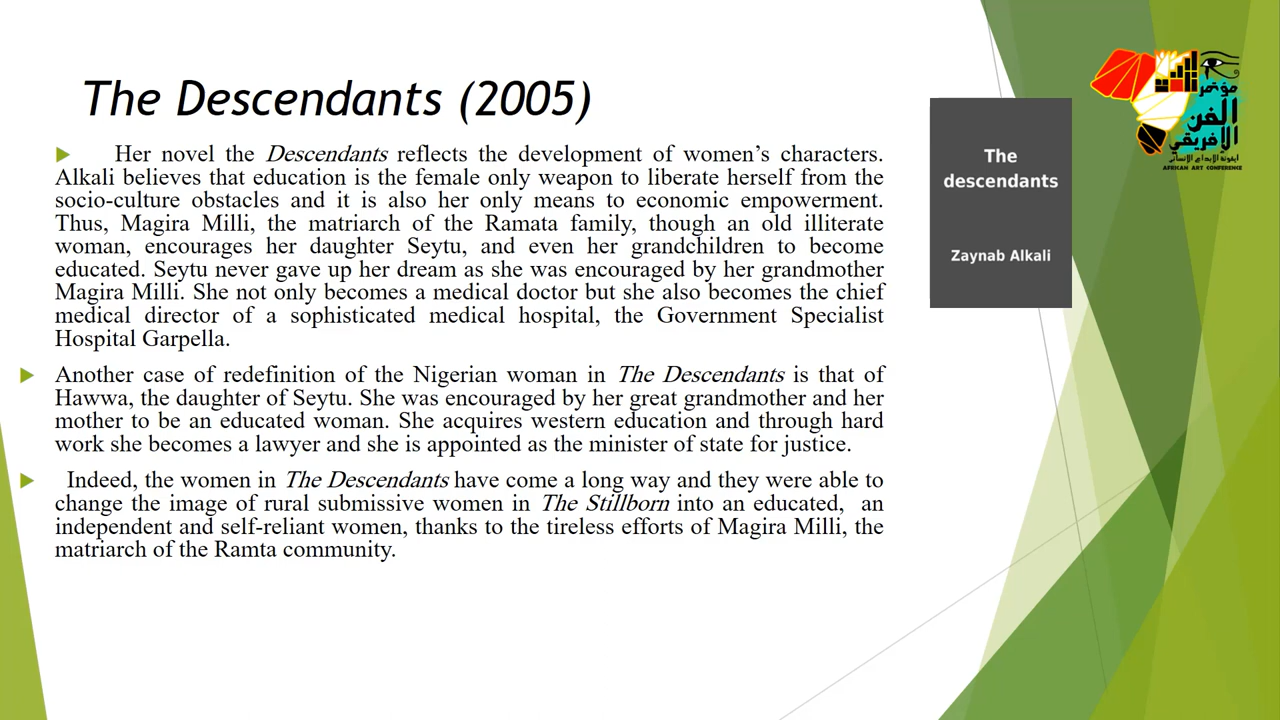 The Descendants (2005)
Her novel the Descendants reflects the development of women’s characters.
Alkali believes that education is the female only weapon to liberate herself from the
socio-culture obstacles and it is also her only means to economic empowerment.
Thus, Magira Milli, the matriarch of the Ramata family, though an old illiterate
woman, encourages her daughter Seytu, and even her grandchildren to become
educated. Seytu never gave up her dream as she was encouraged by her grandmother
Magira Milli. She not only becomes a medical doctor but she also becomes the chief
medical director of a sophisticated medical hospital, the Government Specialist
Hospital Garpella.
Another case of redefinition of the Nigerian woman in The Descendants is that of
Hawwa, the daughter of Seytu. She was encouraged by her great grandmother and her
mother to be an educated woman. She acquires western education and through hard
work she becomes a lawyer and she is appointed as the minister of state for justice.
Indeed, the women in The Descendants have come a long way and they were able to
change the image of rural submissive women in The Stillborn into an educated, an
independent and self-reliant women, thanks to the tireless efforts of Magira Milli, the
matriarch of the Ramta community.
The
descendants
Zaynab Alkali
مؤتمر
الفن
الإفريقي
ايقونة الإبداع الإنساني
AFRICAN ART CONFERENCE